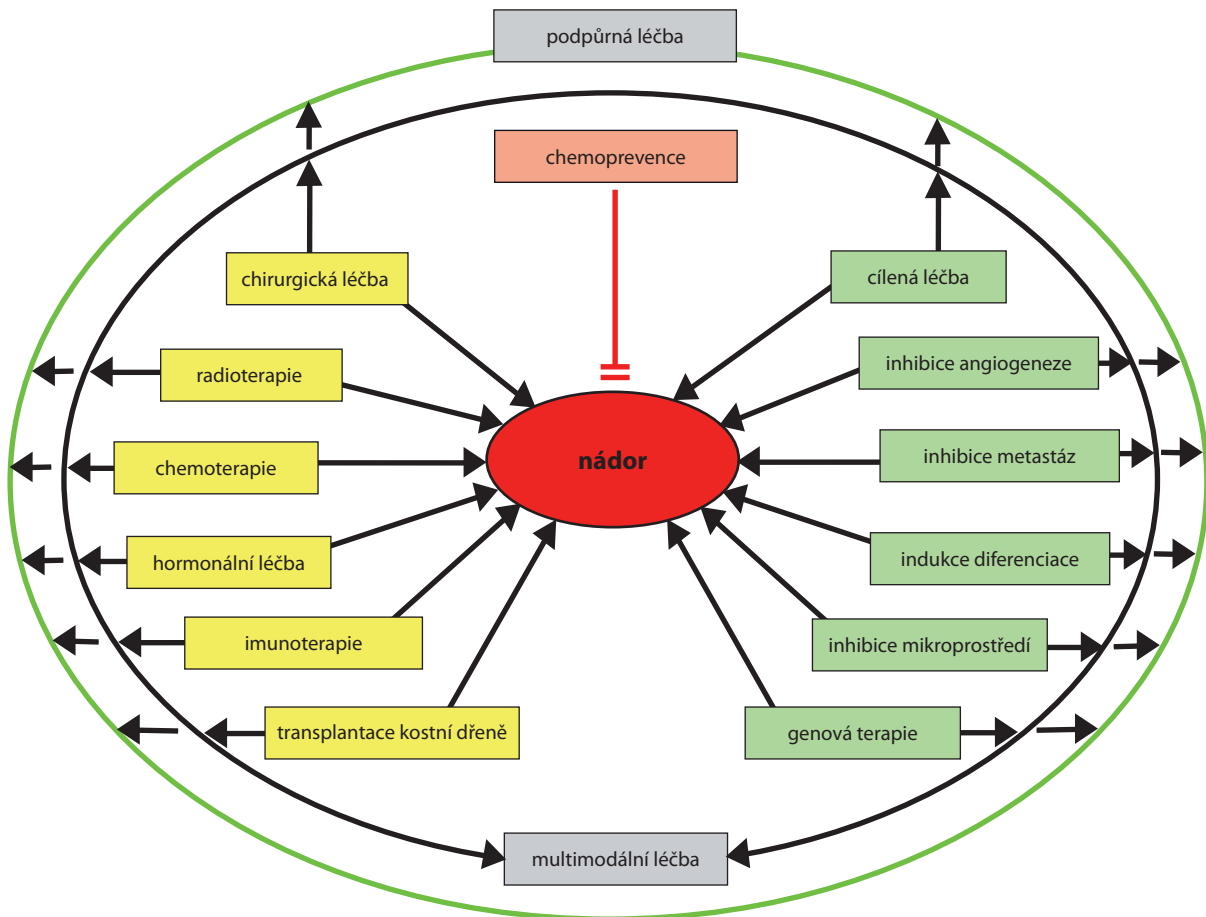 podpůrná léčba
chemoprevence
chirurgická léčba
cílená léčba
radioterapie
inhibice angiogeneze
chemoterapie
nádor
inhibice metastáz
hormonální léčba
indukce diferenciace
imunoterapie
inhibice mikroprostředí
transplantace kostní dřeně
genová terapie
multimodální léčba